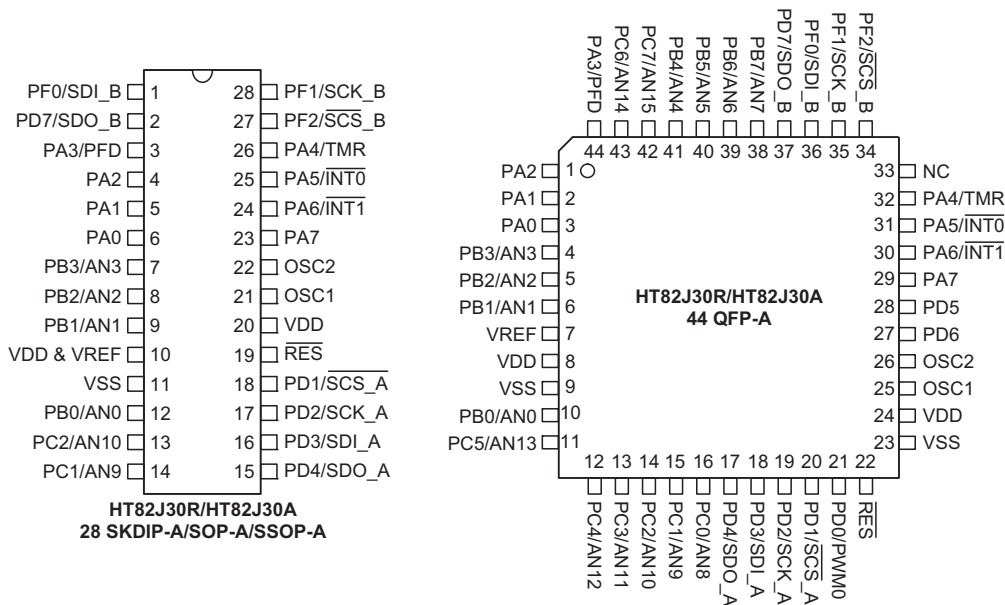 PF0/SDI_B 1
PD7/SDO_B 2
PA3/PFD 3
PA2 4
PA1 5
PA0 6
PB3/AN3 7
PB2/AN2 8
PB1/AN1 9
VDD & VREF 10
VSS 11
PB0/AN0 12
PC2/AN10 13
PC1/AN9 14
28 PF1/SCK_B
27 PF2/S̅C̅S̅_B
26 PA4/TMR
25 PA5/I̅N̅T̅0̅
24 PA6/I̅N̅T̅1̅
23 PA7
22 OSC2
21 OSC1
20 VDD
19 R̅E̅S̅
18 PD1/S̅C̅S̅_̅A̅
17 PD2/SCK_A
16 PD3/SDI_A
15 PD4/SDO_A
HT82J30R/HT82J30A
28 SKDIP-A/SOP-A/SSOP-A
PA3/PFD 44
PC6/AN14 43
PC7/AN15 42
PB4/AN4 41
PB5/AN5 40
PB6/AN6 39
PB7/AN7 38
PD7/SDO_B 37
PF0/SDI_B 36
PF1/SCK_B 35
PF2/S̅C̅S̅_̅B̅ 34
PA2 1
PA1 2
PA0 3
PB3/AN3 4
PB2/AN2 5
PB1/AN1 6
VREF 7
VDD 8
VSS 9
PB0/AN0 10
PC5/AN13 11
HT82J30R/HT82J30A
44 QFP-A
33 NC
32 PA4/TMR
31 PA5/I̅N̅T̅0̅
30 PA6/I̅N̅T̅1̅
29 PA7
28 PD5
27 PD6
26 OSC2
25 OSC1
24 VDD
23 VSS
12 PC4/AN12
13 PC3/AN11
14 PC2/AN10
15 PC1/AN9
16 PC0/AN8
17 PD4/SDO_A
18 PD3/SDI_A
19 PD2/SCK_A
20 PD1/S̅C̅S̅_̅A̅
21 PD0/PWM0
22 R̅E̅S̅